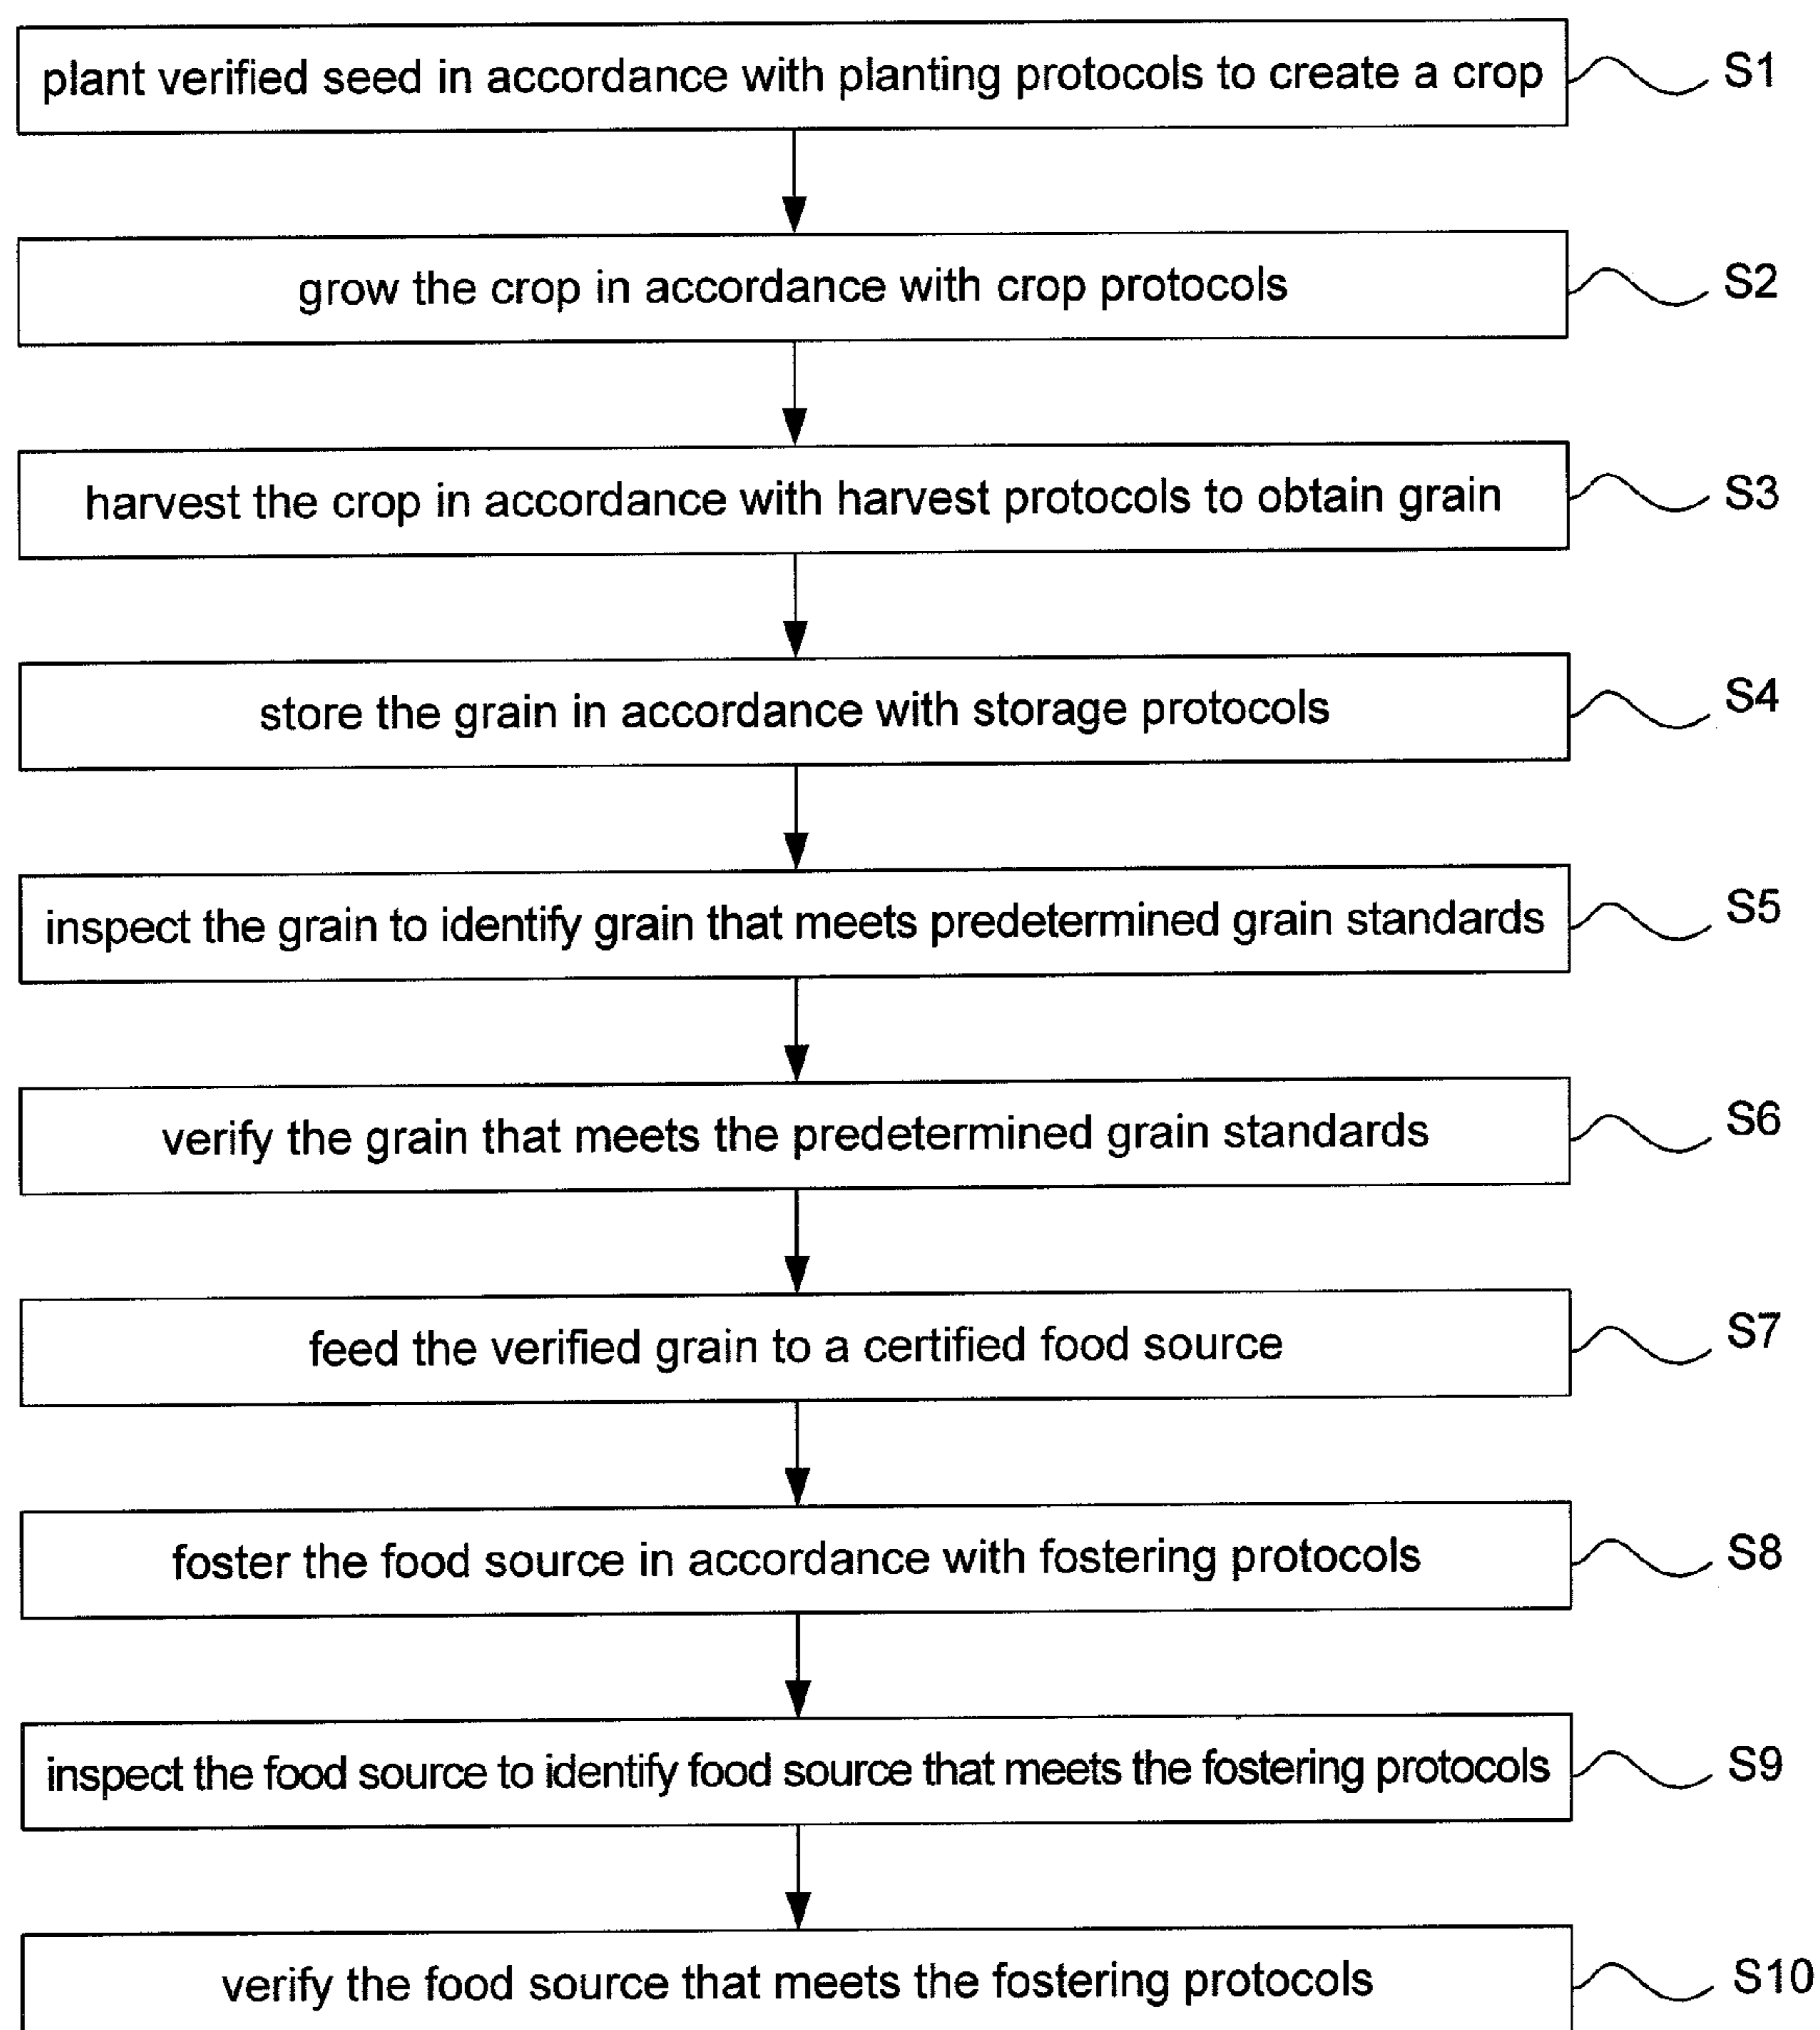 plant verified seed in accordance with planting protocols to create a crop S1
grow the crop in accordance with crop protocols S2
harvest the crop in accordance with harvest protocols to obtain grain S3
store the grain in accordance with storage protocols S4
inspect the grain to identify grain that meets predetermined grain standards S5
verify the grain that meets the predetermined grain standards S6
feed the verified grain to a certified food source S7
foster the food source in accordance with fostering protocols S8
inspect the food source to identify food source that meets the fostering protocols S9
verify the food source that meets the fostering protocols S10